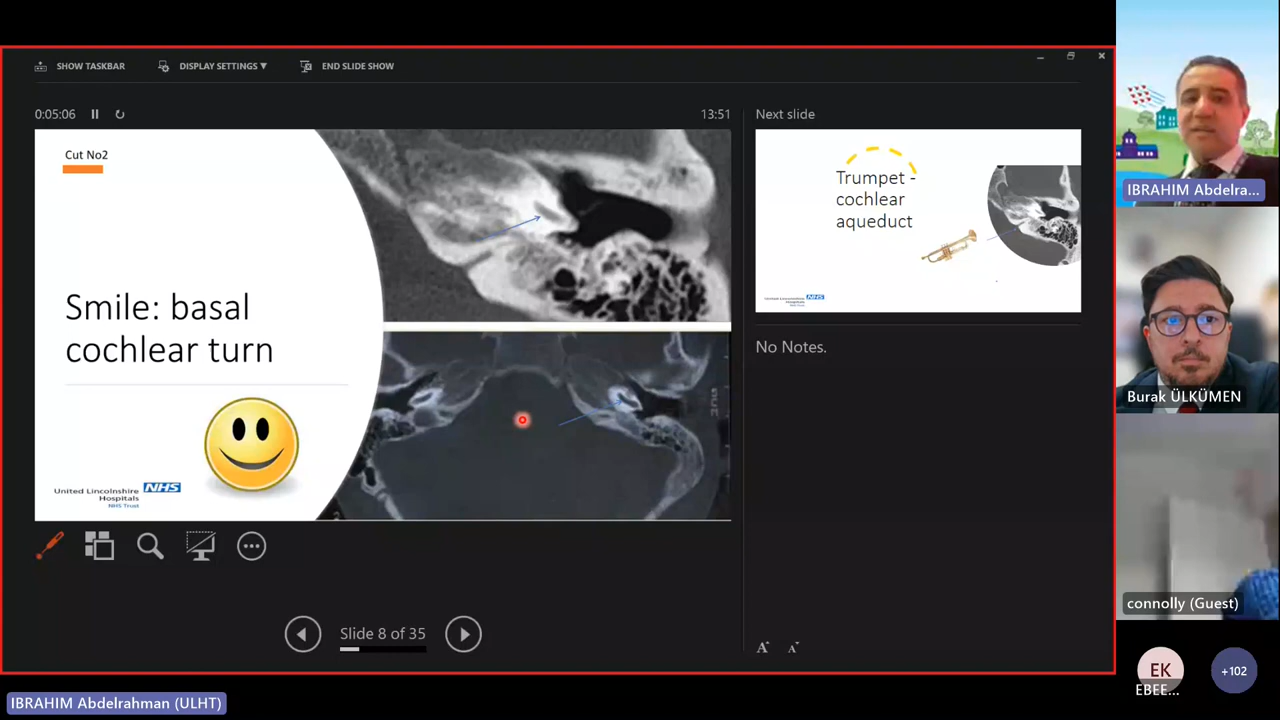 SHOW TASKBAR
DISPLAY SETTINGS ▼
END SLIDE SHOW
0:05:06
13:51
Next slide
Cut No2
Smile: basal
cochlear turn
United Lincolnshire
Hospitals
NHS
NHS Trust
Trumpet -
cochlear
aqueduct
NHS
No Notes.
Slide 8 of 35
A
A
IBRAHIM Abdelra...
Burak ÜLKÜMEN
connolly (Guest)
EK
EBEE...
+102
IBRAHIM Abdelrahman (ULHT)